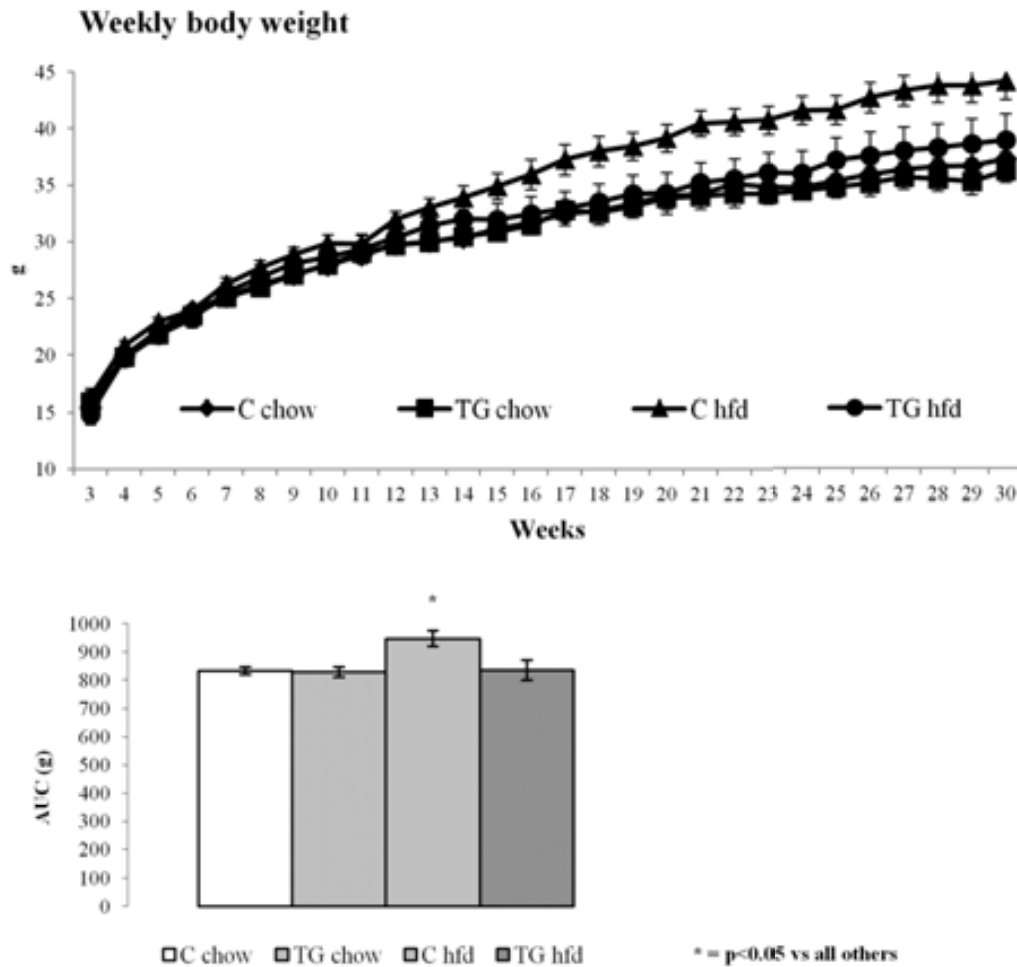 Weekly body weight
45
40
35
30
25
20
15
10
g
C chow TG chow C hfd TG hfd
3 4 5 6 7 8 9 10 11 12 13 14 15 16 17 18 19 20 21 22 23 24 25 26 27 28 29 30
Weeks
*
1000
900
800
700
600
500
400
300
200
100
0
AUC (g)
C chow TG chow C hfd TG hfd * = p<0.05 vs all others